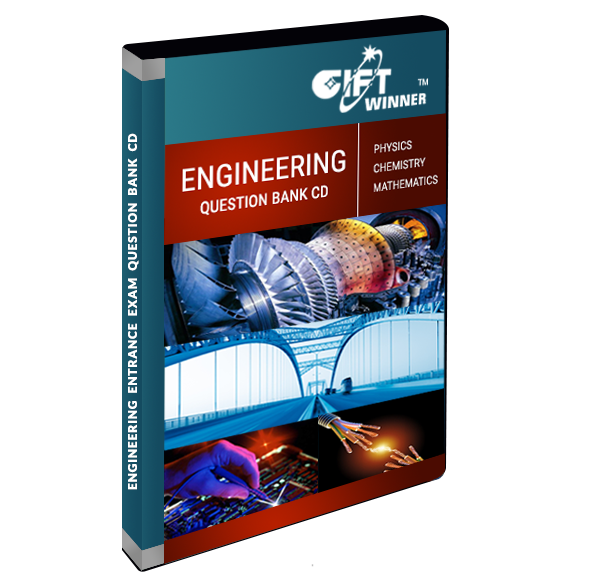 ENGINEERING ENTRANCE EXAM QUESTION BANK CD
GIFT
WINNER
TM
ENGINEERING
QUESTION BANK CD
PHYSICS
CHEMISTRY
MATHEMATICS